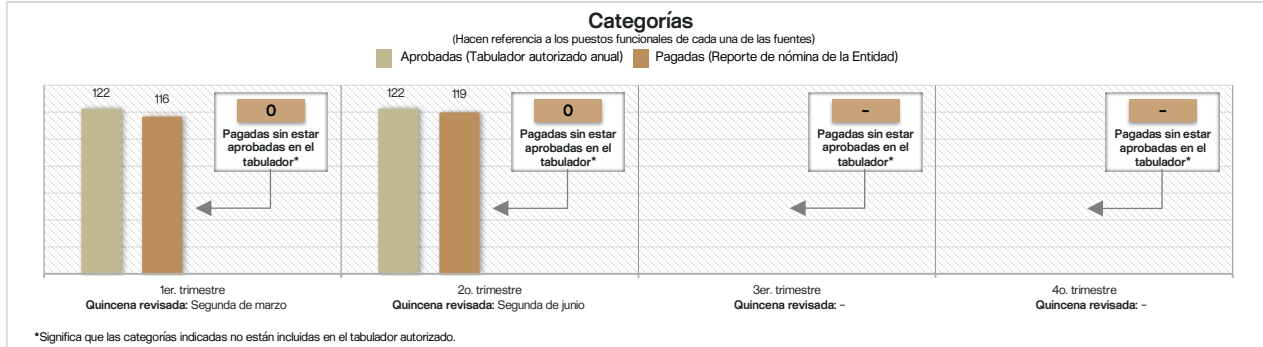 Categorías
(Hacen referencia a los puestos funcionales de cada una de las fuentes)
Aprobadas (Tabulador autorizado anual) Pagadas (Reporte de nómina de la Entidad)
122
116
0
Pagadas sin estar
aprobadas en el
tabulador*
122
119
0
Pagadas sin estar
aprobadas en el
tabulador*
-
Pagadas sin estar
aprobadas en el
tabulador*
-
Pagadas sin estar
aprobadas en el
tabulador*
1er. trimestre
Quincena revisada: Segunda de marzo
2o. trimestre
Quincena revisada: Segunda de junio
3er. trimestre
Quincena revisada: -
4o. trimestre
Quincena revisada: -
*Significa que las categorías indicadas no están incluidas en el tabulador autorizado.